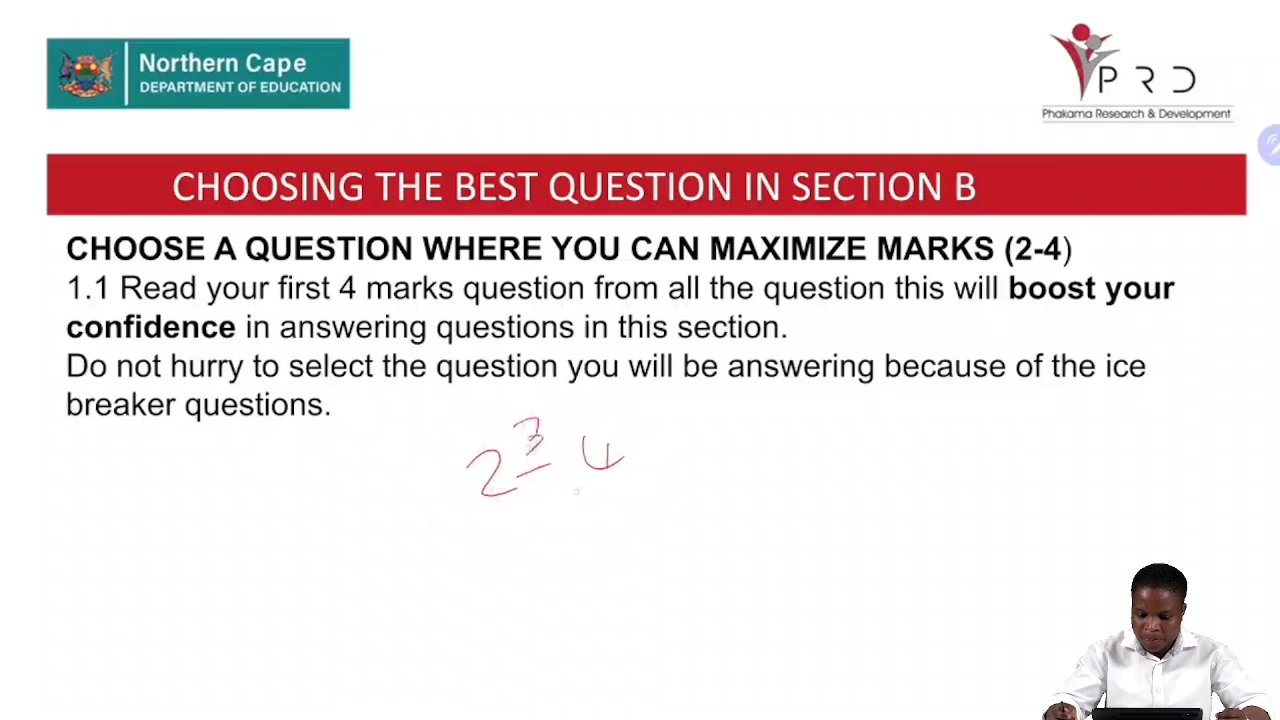 Northern Cape
DEPARTMENT OF EDUCATION
PRD
Phakama Research & Development
CHOOSING THE BEST QUESTION IN SECTION B
CHOOSE A QUESTION WHERE YOU CAN MAXIMIZE MARKS (2-4)
1.1 Read your first 4 marks question from all the question this will boost your
confidence in answering questions in this section.
Do not hurry to select the question you will be answering because of the ice
breaker questions.
2 3 - 4